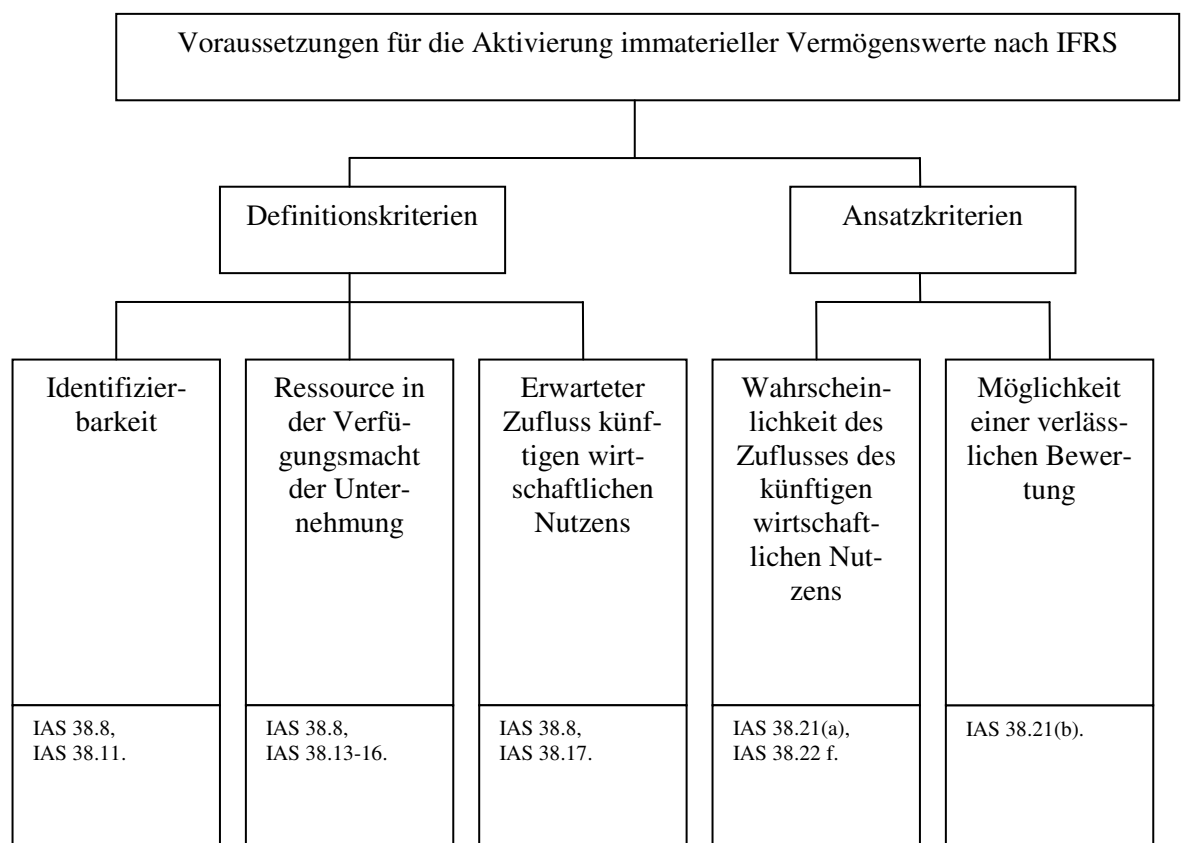 Voraussetzungen für die Aktivierung immaterieller Vermögenswerte nach IFRS
Definitionskriterien
Ansatzkriterien
Identifizier-
barkeit
Ressource in
der Verfü-
gungsmacht
der Unter-
nehmung
Erwarteter
Zufluss künf-
tigen wirt-
schaftlichen
Nutzens
Wahrschein-
lichkeit des
Zuflusses des
künftigen
wirtschaft-
lichen Nut-
zens
Möglichkeit
einer verläss-
lichen Bewer-
tung
IAS 38.8,
IAS 38.11.
IAS 38.8,
IAS 38.13-16.
IAS 38.8,
IAS 38.17.
IAS 38.21(a),
IAS 38.22 f.
IAS 38.21(b).